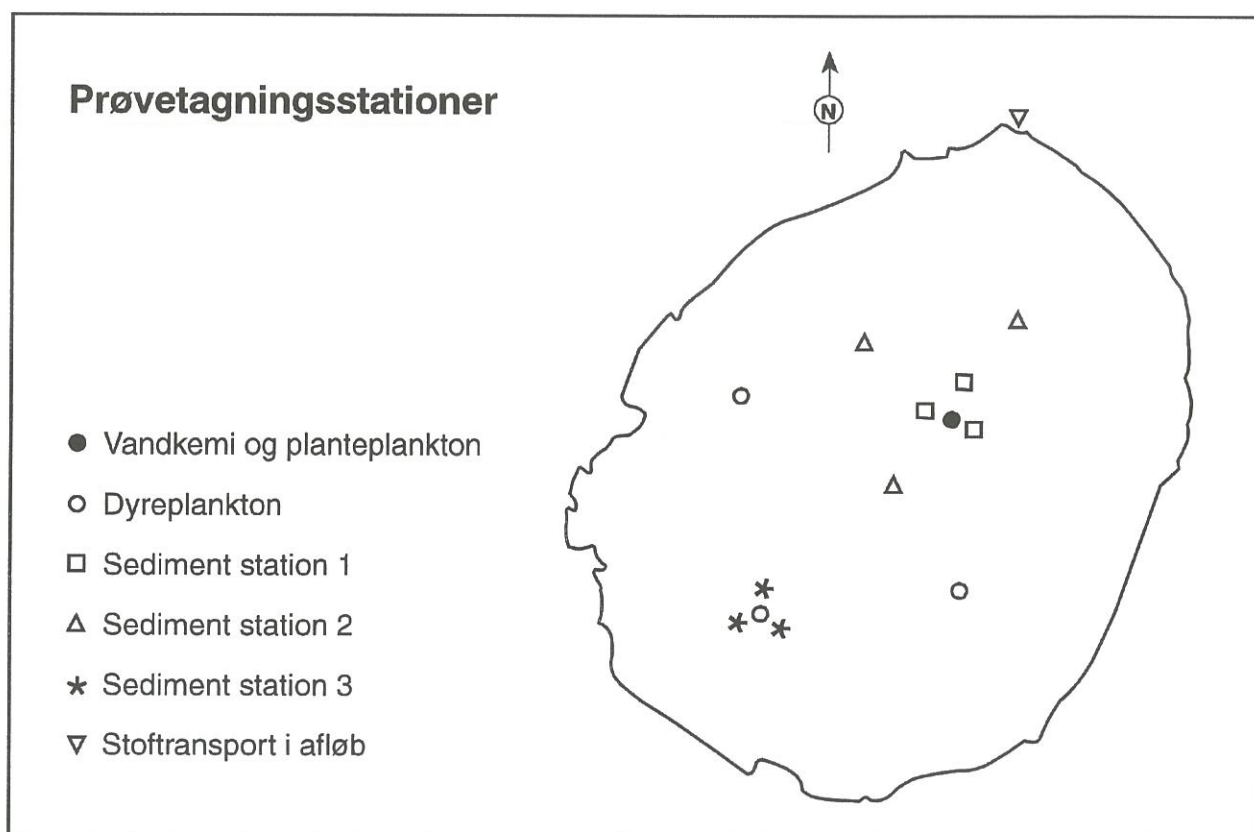 Prøvetagningsstationer
N
Vandkemi og planteplankton
Dyreplankton
Sediment station 1
Sediment station 2
Sediment station 3
Stoftransport i afløb